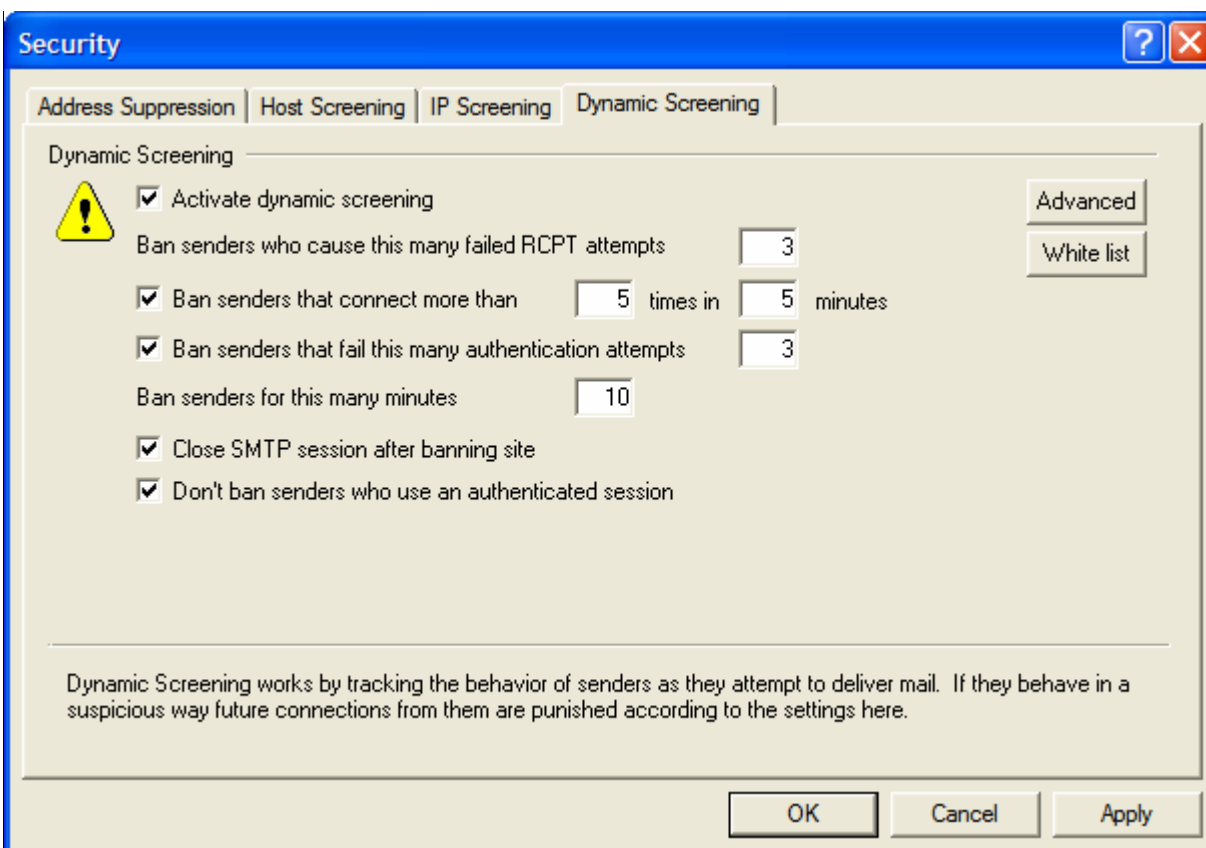 Security
Address Suppression Host Screening IP Screening Dynamic Screening
Dynamic Screening
Activate dynamic screening
Advanced
Ban senders who cause this many failed RCPT attempts 3
White list
Ban senders that connect more than 5 times in 5 minutes
Ban senders that fail this many authentication attempts 3
Ban senders for this many minutes 10
Close SMTP session after banning site
Don't ban senders who use an authenticated session
Dynamic Screening works by tracking the behavior of senders as they attempt to deliver mail. If they behave in a
suspicious way future connections from them are punished according to the settings here.
OK Cancel Apply